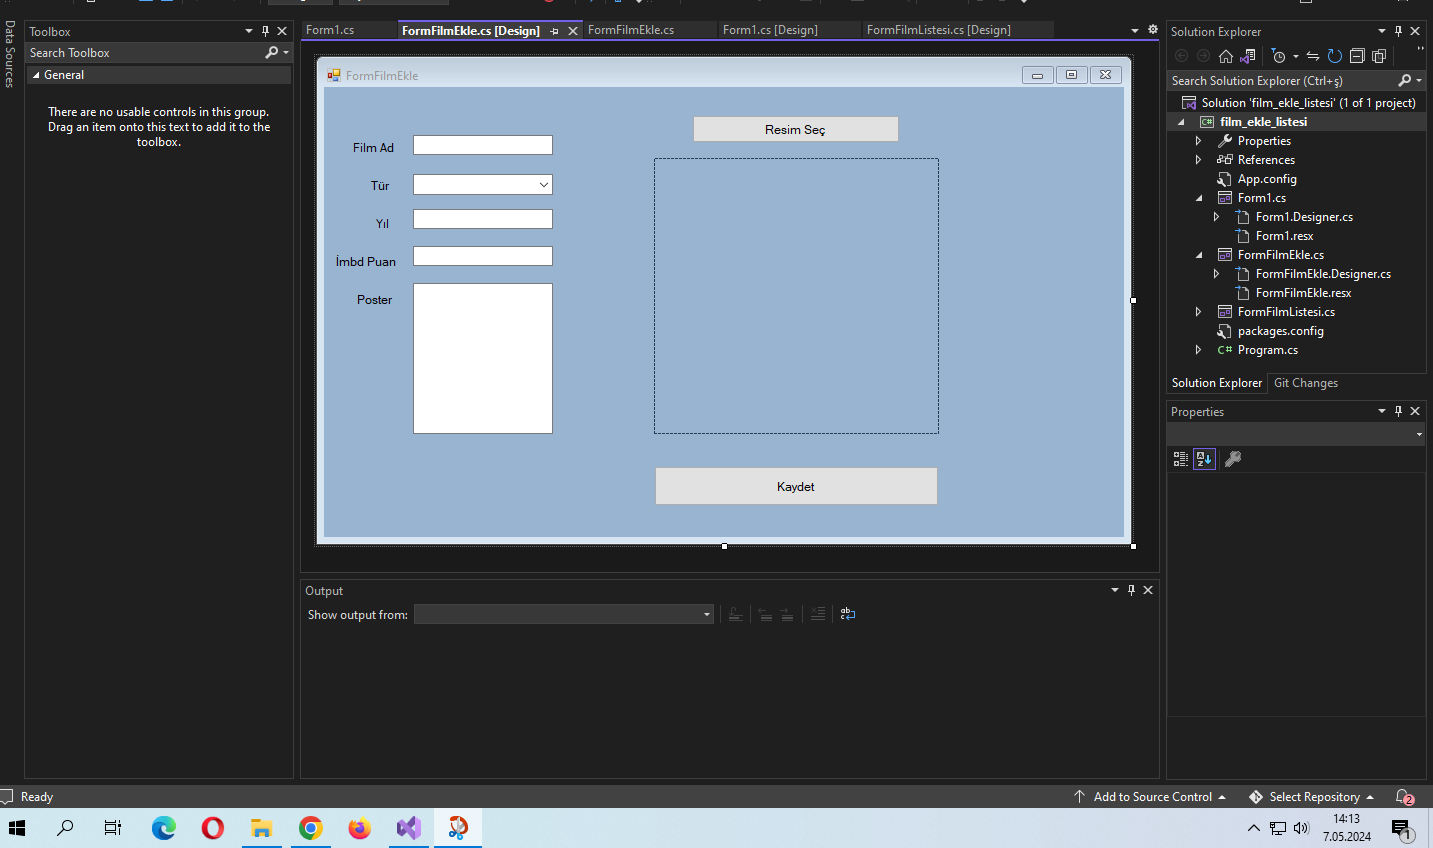 Data Sources
Toolbox
Search Toolbox
General
There are no usable controls in this group.
Drag an item onto this text to add it to the
toolbox.
Form1.cs
FormFilmEkle.cs [Design]
FormFilmEkle.cs
Form1.cs [Design]
FormFilmListesi.cs [Design]
FormFilmEkle
Film Ad
Tür
Yıl
İmbd Puan
Poster
Resim Seç
Kaydet
Output
Show output from:
Solution Explorer
Search Solution Explorer (Ctrl+ş)
Solution 'film_ekle_listesi' (1 of 1 project)
C# film_ekle_listesi
Properties
References
App.config
Form1.cs
Form1.Designer.cs
Form1.resx
FormFilmEkle.cs
FormFilmEkle.Designer.cs
FormFilmEkle.resx
FormFilmListesi.cs
packages.config
C# Program.cs
Solution Explorer
Git Changes
Properties
Ready
Add to Source Control
Select Repository
2
14:13
7.05.2024
1